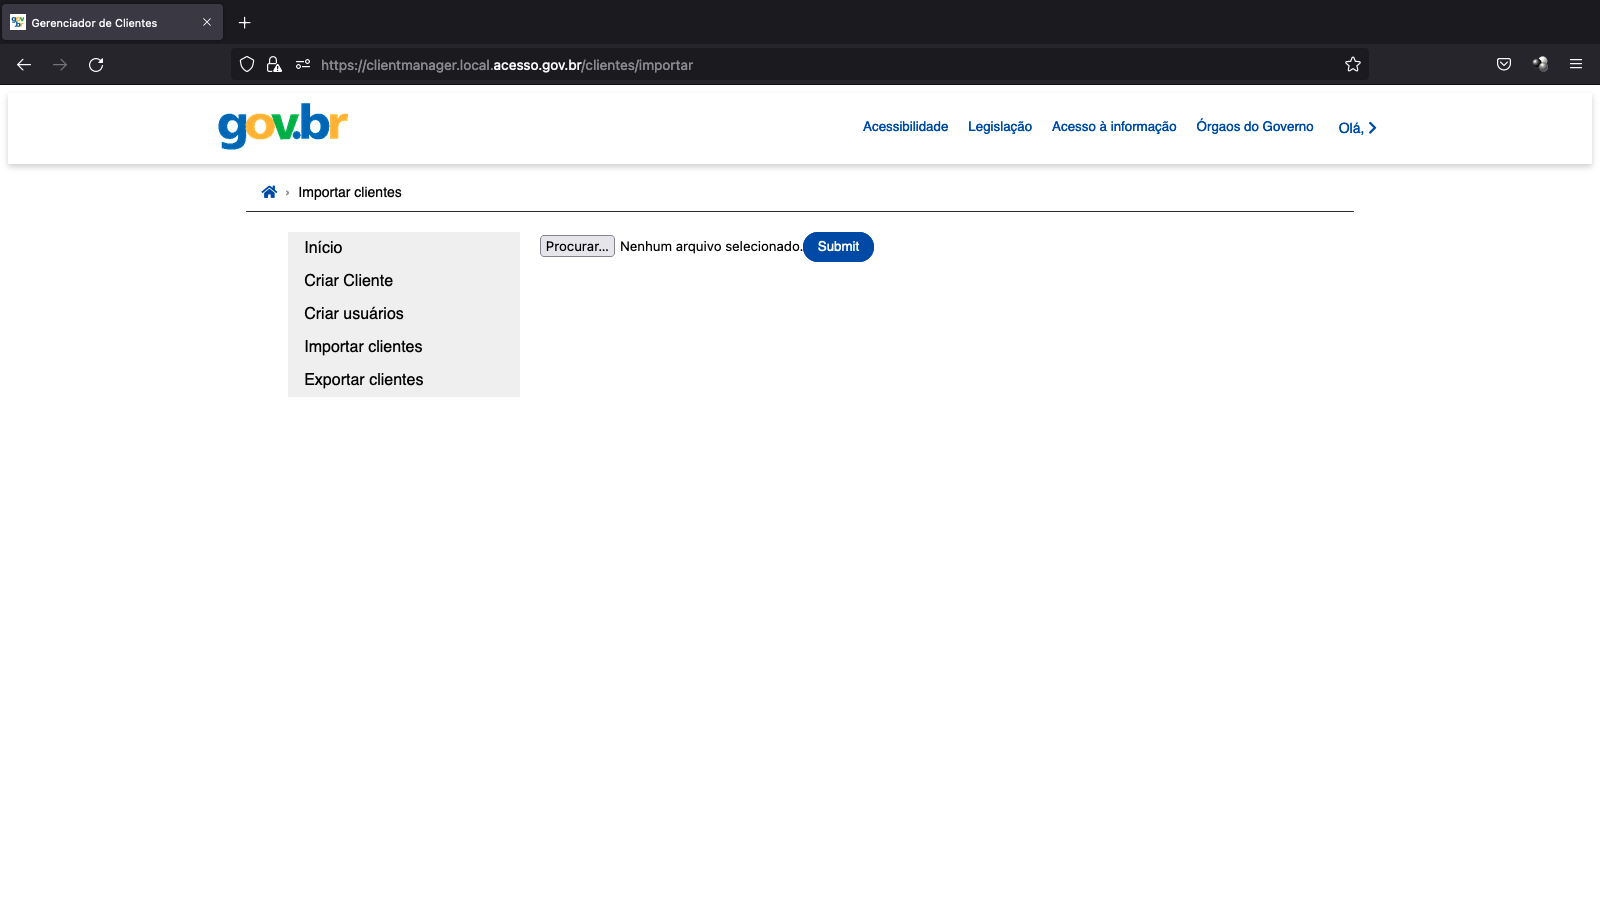 Gerenciador de Clientes
https://clientmanager.local.acesso.gov.br/clientes/importar
gov.br
Acessibilidade Legislação Acesso à informação Órgaos do Governo Olá,
Importar clientes
Início
Criar Cliente
Criar usuários
Importar clientes
Exportar clientes
Procurar... Nenhum arquivo selecionado. Submit